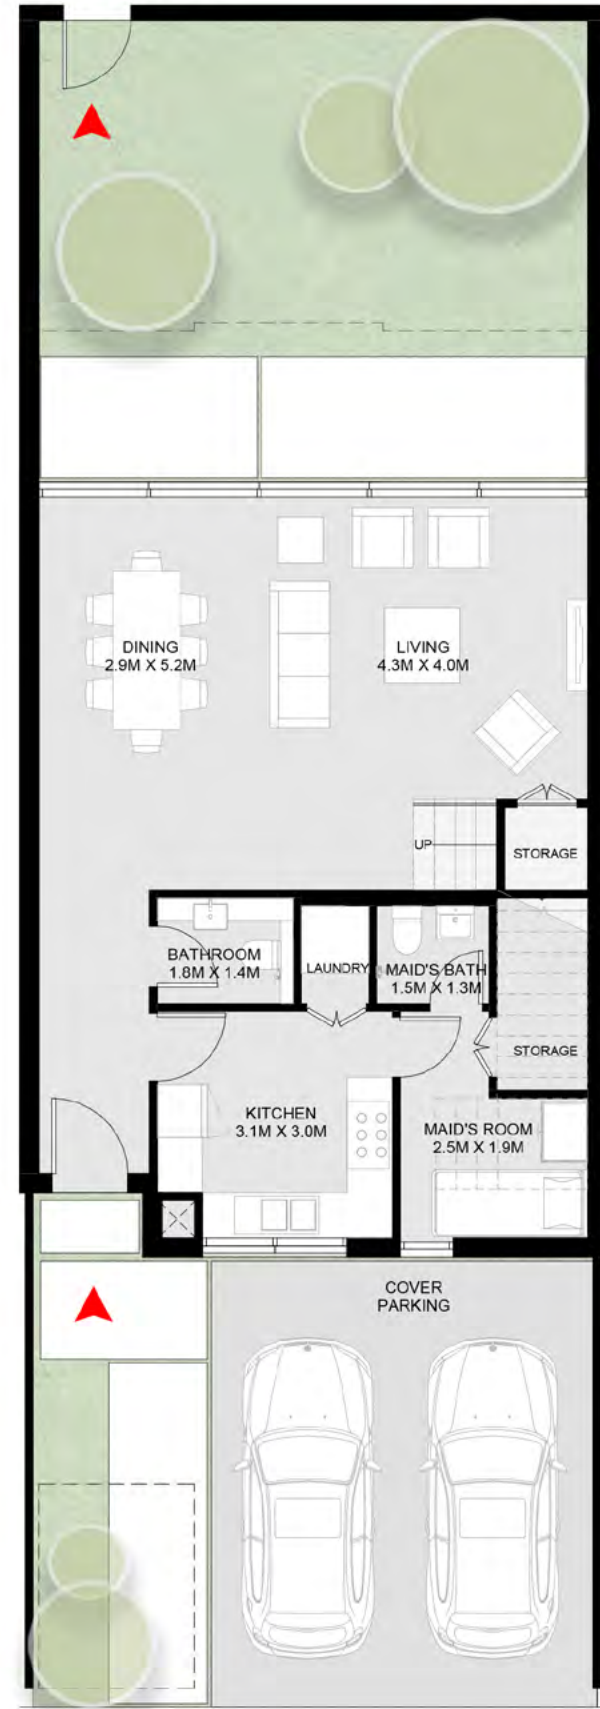 DINING
2.9M X 5.2M
LIVING
4.3M X 4.0M
UP
STORAGE
BATHROOM
1.8M X 1.4M
LAUNDRY
MAID'S BATH
1.5M X 1.3M
STORAGE
KITCHEN
3.1M X 3.0M
MAID'S ROOM
2.5M X 1.9M
COVER
PARKING